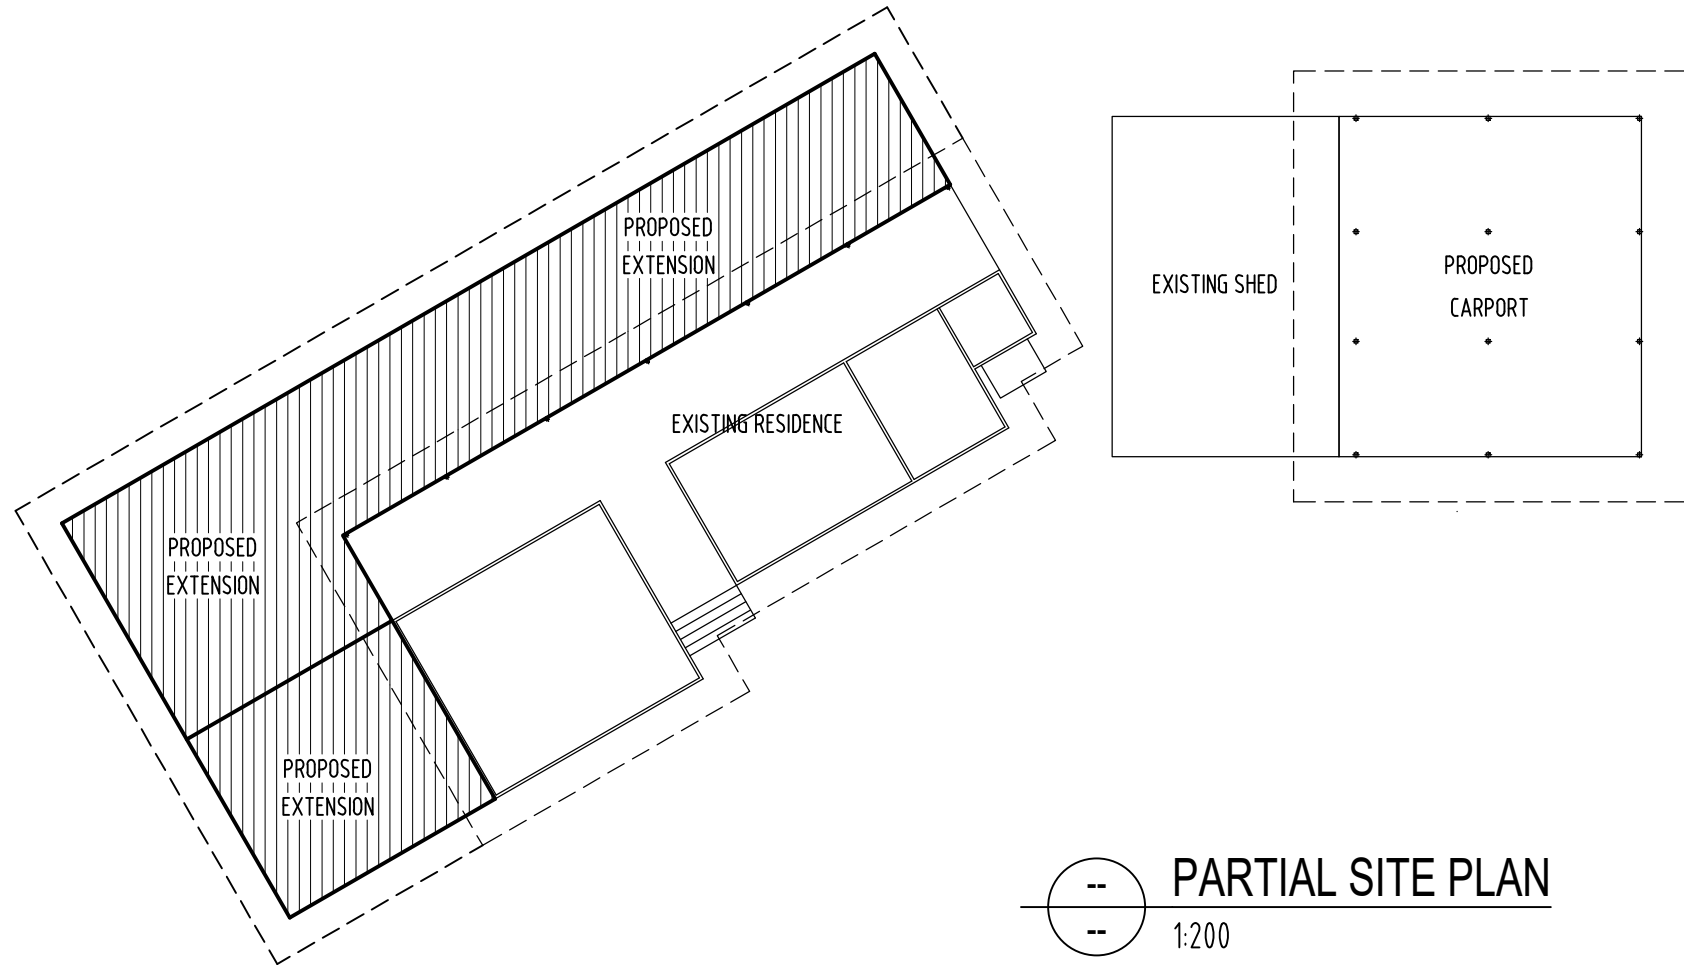 PROPOSED
EXTENSION
EXISTING SHED
PROPOSED
CARPORT
EXISTING RESIDENCE
PROPOSED
EXTENSION
PROPOSED
EXTENSION
--
PARTIAL SITE PLAN
--
1:200